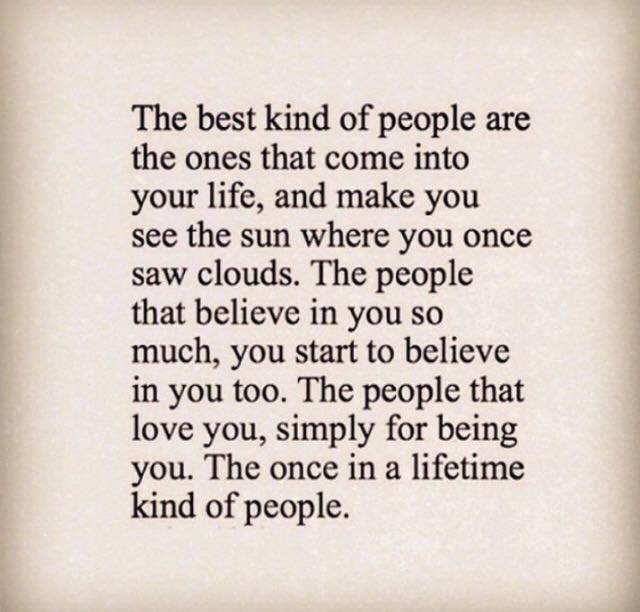 The best kind of people are
the ones that come into
your life, and make you
see the sun where you once
saw clouds. The people
that believe in you so
much, you start to believe
in you too. The people that
love you, simply for being
you. The once in a lifetime
kind of people.